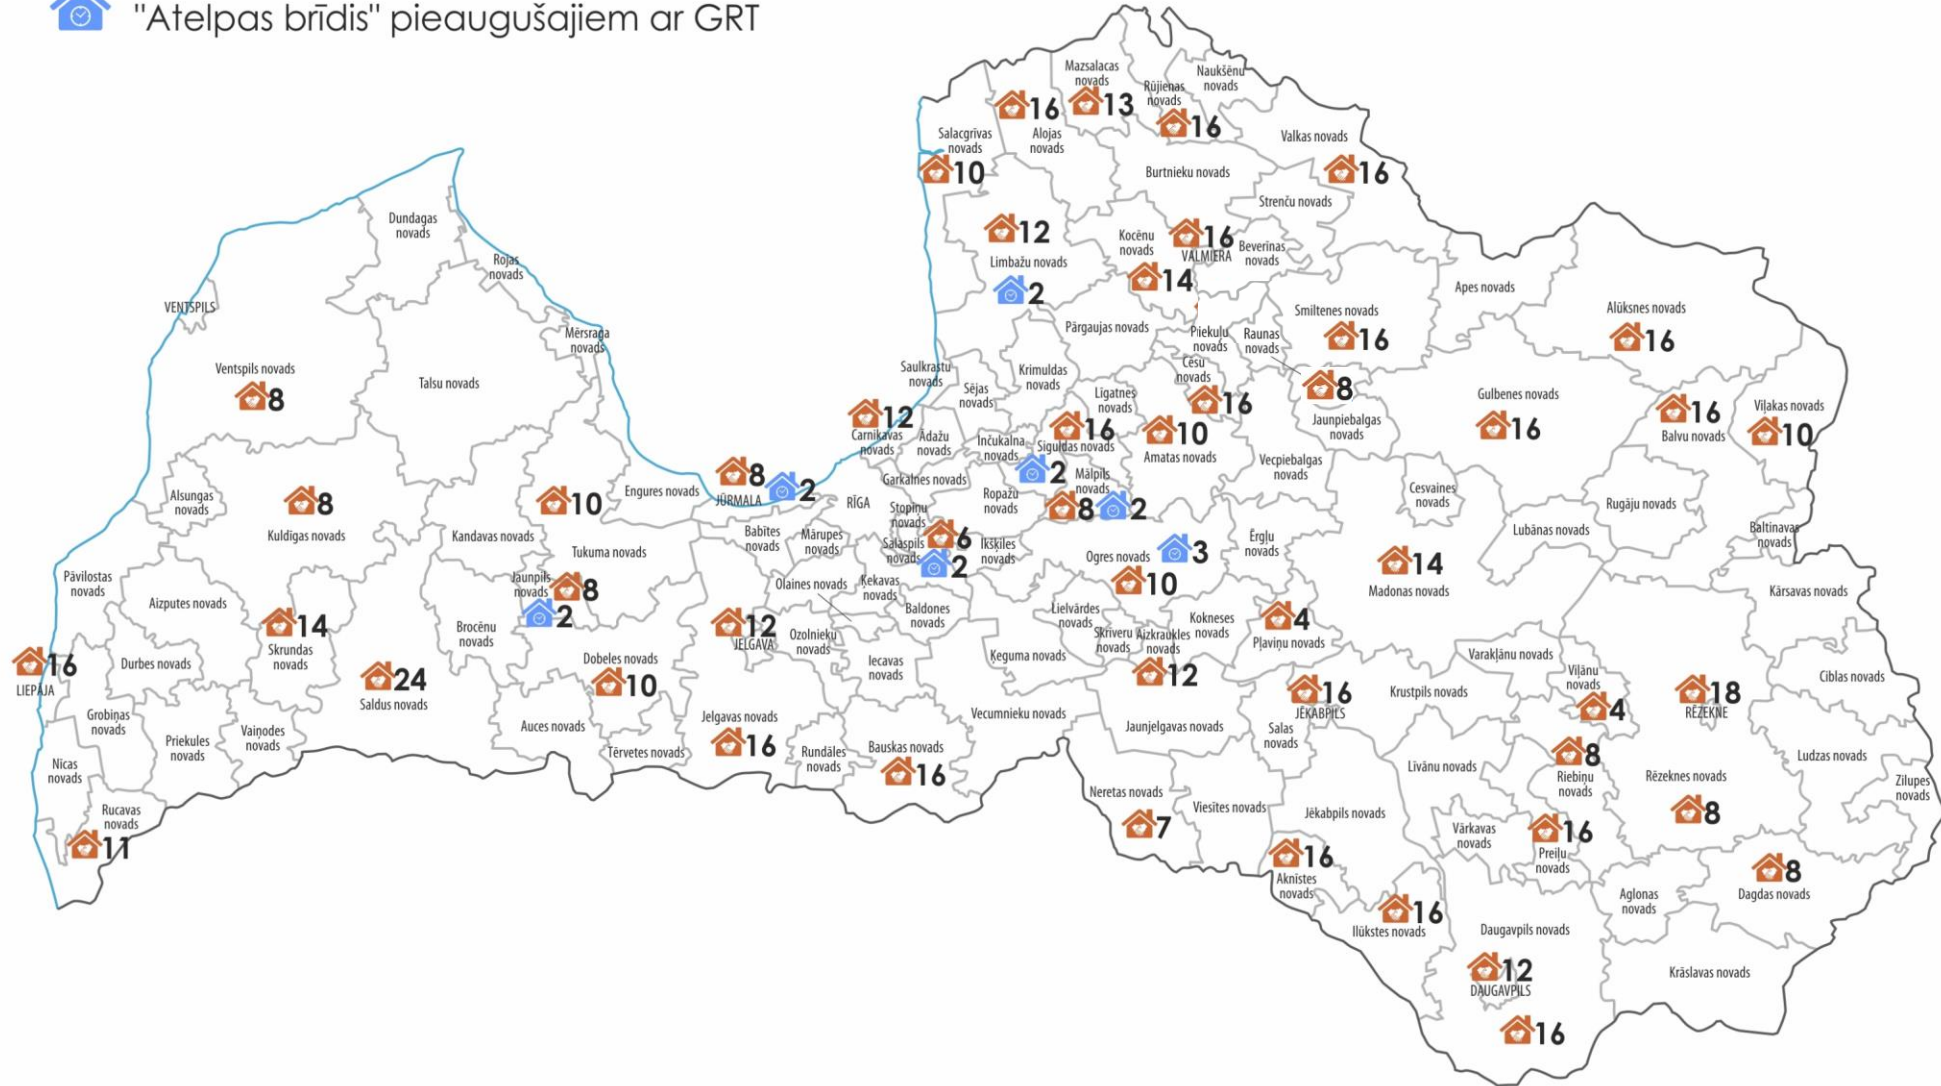 "Atelpas brīdis" pieaugušajiem ar GRT
Mazsalacas
novads
13
Rūjienas
novads
16
Naukšēnu
novads
16
Alojas
novads
Salacgrīvas
novads
10
Valkas novads
16
Burtnieku novads
Strenču novads
12
Limbažu novads
2
Kocēnu
novads
14
16
VALMIERA
Beverīnas
novads
Dundagas
novads
Rojas
novads
VENTSPILS
Mērsraga
novads
Ventspils novads
8
Talsu novads
Pārgaujas novads
Piekuļu
novads
Raunas
novads
Smiltenes novads
16
Apes novads
Alūksnes novads
16
Saulkrastu
novads
Sējas
novads
Krimuldas
novads
Līgatnes
novads
Cēsu
novads
16
8
Jaunpiebalgas
novads
Gulbenes novads
16
16
Balvu novads
Viļakas novads
10
12
Carnikavas
novads
Ādažu
novads
Inčukalna
novads
2
16
Siguldas novads
10
Amatas novads
Vecpiebalgas
novads
Cesvaines
novads
Lubānas novads
Rugāju novads
Baltinavas
novads
Alsungas
novads
8
Kuldīgas novads
Kandavas novads
10
Tukuma novads
Engures novads
8
JŪRMALA
2
RĪGA
Garkalnes novads
Ropažu
novads
Mālpils
novads
8
2
Babītes
novads
Mārupes
novads
Stopiņu
novads
6
Salaspils
novads
2
Ikšķiles
novads
Ogres novads
3
10
Ērgļu
novads
14
Madonas novads
Kārsavas novads
Pāvilostas
novads
Aizputes novads
14
Skrundas
novads
Brocēnu
novads
Jaunpils
novads
8
2
Olaines novads
Ķekavas
novads
Baldones
novads
Lielvārdes
novads
Skrīveru
novads
Aizkraukles
novads
12
Kokneses
novads
4
Pļaviņu novads
12
JELGAVA
Ozolnieku
novads
Iecavas
novads
Ķeguma novads
16
LIEPĀJA
Durbes novads
24
Saldus novads
Dobeles novads
10
Varakļānu novads
Viļānu
novads
4
18
RĒZEKNE
Ciblas novads
Krustpils novads
16
JĒKABPILS
Salas
novads
Jaunjelgavas novads
Vecumnieku novads
Grobiņas
novads
Priekules
novads
Vaiņodes
novads
Auces novads
Tērvetes novads
Jelgavas novads
16
Rundāles
novads
Bauskas novads
16
Nīcas
novads
Rucavas
novads
11
Neretas novads
7
Viesītes novads
Jēkabpils novads
Līvānu novads
8
Riebiņu
novads
Rēzeknes novads
8
Ludzas novads
Zilupes
novads
Vārkavas
novads
16
Preiļu
novads
16
Aknīstes
novads
16
Ilūkstes novads
Aglonas
novads
8
Dagdas novads
Daugavpils novads
12
DAUGAVPILS
16
Krāslavas novads